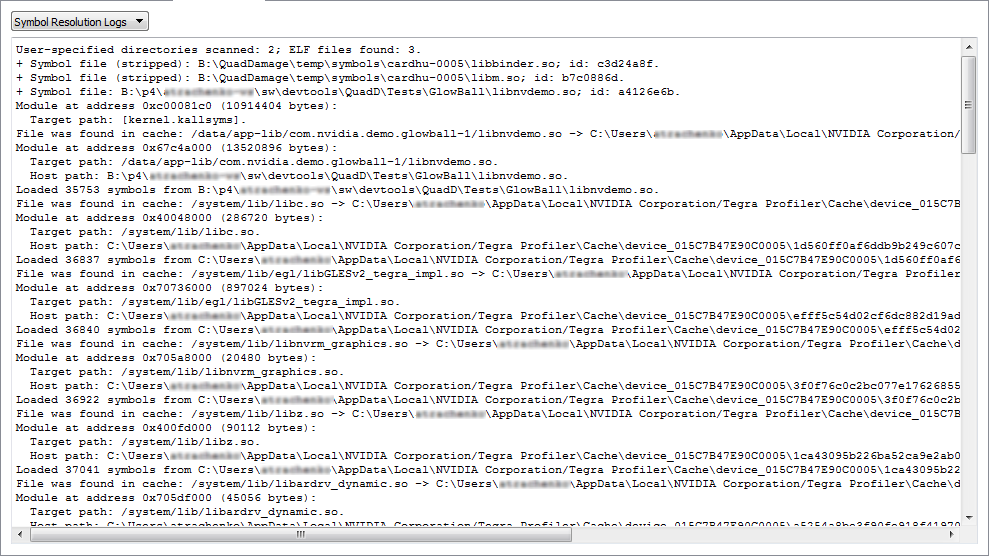 Symbol Resolution Logs
User-specified directories scanned: 2; ELF files found: 3.
+ Symbol file (stripped): B:\QuadDamage\temp\symbols\cardhu-0005\libbinder.so; id: c3d24a8f.
+ Symbol file (stripped): B:\QuadDamage\temp\symbols\cardhu-0005\libm.so; id: b7c0886d.
+ Symbol file: B:\p4\ \sw\devtools\QuadD\Tests\GlowBall\libnvdemo.so; id: a4126e6b.
Module at address 0xc00081c0 (10914404 bytes):
Target path: [kernel.kallsyms].
File was found in cache: /data/app-lib/com.nvidia.demo.glowball-1/libnvdemo.so -> C:\Users\ \AppData\Local\NVIDIA Corporation/
Module at address 0x67c4a000 (13520896 bytes):
Target path: /data/app-lib/com.nvidia.demo.glowball-1/libnvdemo.so.
Host path: B:\p4\ \sw\devtools\QuadD\Tests\GlowBall\libnvdemo.so.
Loaded 35753 symbols from B:\p4\ \sw\devtools\QuadD\Tests\GlowBall\libnvdemo.so.
File was found in cache: /system/lib/libc.so -> C:\Users\ \AppData\Local\NVIDIA Corporation/Tegra Profiler\Cache\device_015C7B
Module at address 0x40048000 (286720 bytes):
Target path: /system/lib/libc.so.
Host path: C:\Users\ \AppData\Local\NVIDIA Corporation/Tegra Profiler\Cache\device_015C7B47E90C0005\1d560ff0af6ddb9b249c607c
Loaded 36837 symbols from C:\Users\ \AppData\Local\NVIDIA Corporation/Tegra Profiler\Cache\device_015C7B47E90C0005\1d560ff0af6
File was found in cache: /system/lib/egl/libGLESv2_tegra_impl.so -> C:\Users\ \AppData\Local\NVIDIA Corporation/Tegra Profiler
Module at address 0x70736000 (897024 bytes):
Target path: /system/lib/egl/libGLESv2_tegra_impl.so.
Host path: C:\Users\ \AppData\Local\NVIDIA Corporation/Tegra Profiler\Cache\device_015C7B47E90C0005\efff5c54d02cf6dc882d19ad
Loaded 36840 symbols from C:\Users\ \AppData\Local\NVIDIA Corporation/Tegra Profiler\Cache\device_015C7B47E90C0005\efff5c54d02
File was found in cache: /system/lib/libnvrm_graphics.so -> C:\Users\ \AppData\Local\NVIDIA Corporation/Tegra Profiler\Cache\d
Module at address 0x705a8000 (20480 bytes):
Target path: /system/lib/libnvrm_graphics.so.
Host path: C:\Users\ \AppData\Local\NVIDIA Corporation/Tegra Profiler\Cache\device_015C7B47E90C0005\3f0f76c0c2bc077e17626855
Loaded 36922 symbols from C:\Users\ \AppData\Local\NVIDIA Corporation/Tegra Profiler\Cache\device_015C7B47E90C0005\3f0f76c0c2b
File was found in cache: /system/lib/libz.so -> C:\Users\ \AppData\Local\NVIDIA Corporation/Tegra Profiler\Cache\device_015C7B
Module at address 0x400fd000 (90112 bytes):
Target path: /system/lib/libz.so.
Host path: C:\Users\ \AppData\Local\NVIDIA Corporation/Tegra Profiler\Cache\device_015C7B47E90C0005\1ca43095b226ba52ca9e2ab0
Loaded 37041 symbols from C:\Users\ \AppData\Local\NVIDIA Corporation/Tegra Profiler\Cache\device_015C7B47E90C0005\1ca43095b22
File was found in cache: /system/lib/libardrv_dynamic.so -> C:\Users\ \AppData\Local\NVIDIA Corporation/Tegra Profiler\Cache\d
Module at address 0x705df000 (45056 bytes):
Target path: /system/lib/libardrv_dynamic.so.